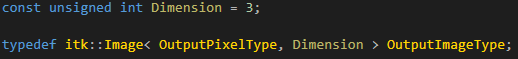 const unsigned int Dimension = 3;
typedef itk::Image< OutputPixelType, Dimension > OutputImageType;